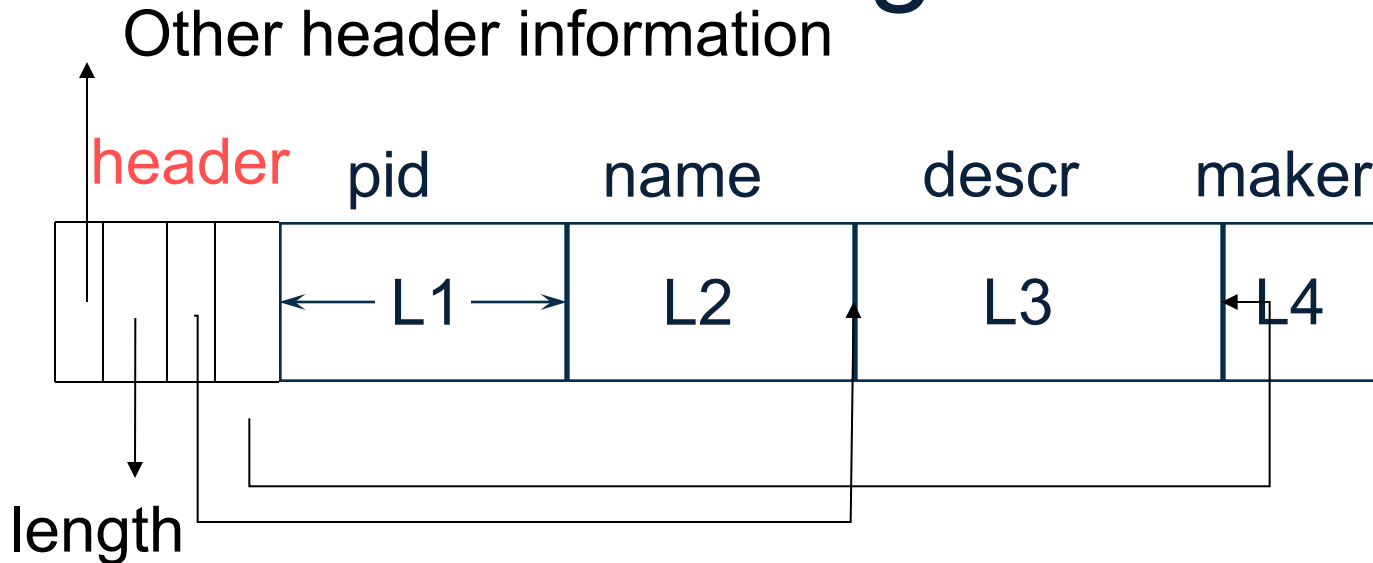 Other header information
header pid name descr maker
L1 L2 L3 L4
length